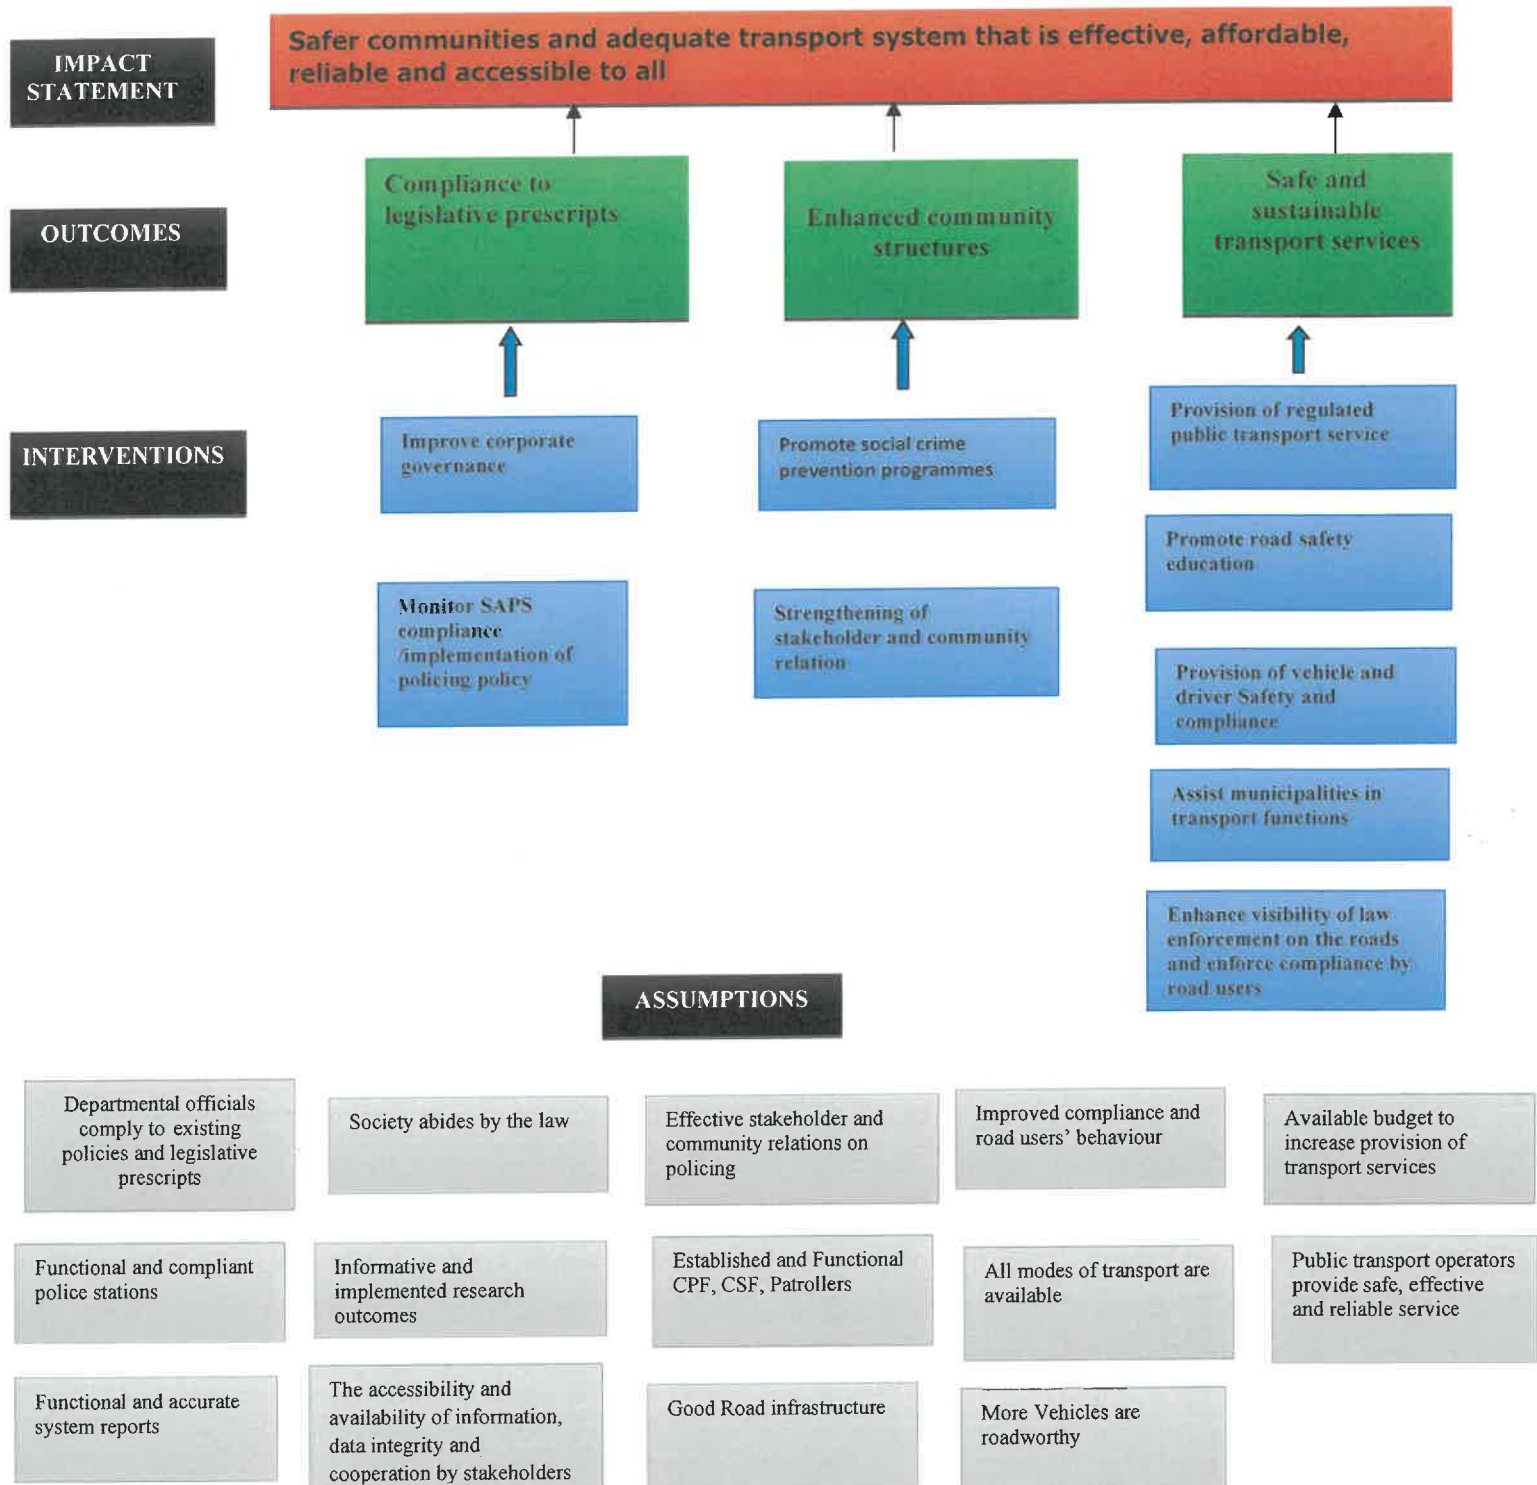 IMPACT
STATEMENT
Safer communities and adequate transport system that is effective, affordable,
reliable and accessible to all
OUTCOMES
Compliance to
legislative prescripts
Enhanced community
structures
Safe and
sustainable
transport services
INTERVENTIONS
Improve corporate
governance
Monitor SAPS
compliance
/implementation of
policing policy
Promote social crime
prevention programmes
Strengthening of
stakeholder and community
relation
Provision of regulated
public transport service
Promote road safety
education
Provision of vehicle and
driver Safety and
compliance
Assist municipalities in
transport functions
Enhance visibility of law
enforcement on the roads
and enforce compliance by
road users
ASSUMPTIONS
Departmental officials
comply to existing
policies and legislative
prescripts
Society abides by the law
Effective stakeholder and
community relations on
policing
Improved compliance and
road users’ behaviour
Available budget to
increase provision of
transport services
Functional and compliant
police stations
Informative and
implemented research
outcomes
Established and Functional
CPF, CSF, Patrollers
All modes of transport are
available
Public transport operators
provide safe, effective
and reliable service
Functional and accurate
system reports
The accessibility and
availability of information,
data integrity and
cooperation by stakeholders
Good Road infrastructure
More Vehicles are
roadworthy